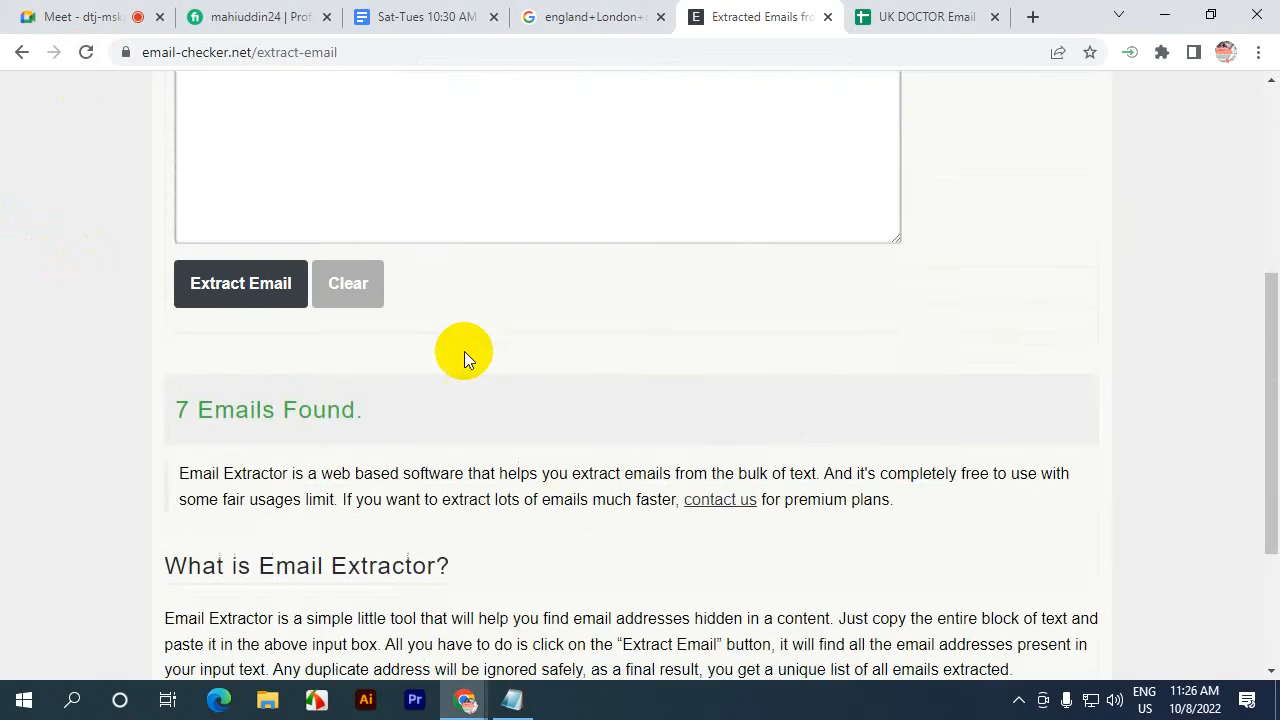 Meet - dtj-msk
mahiuddin24 | Prof
Sat-Tues 10:30 AM
england+London+
Extracted Emails fro
UK DOCTOR Email
email-checker.net/extract-email
Extract Email
Clear
7 Emails Found.
Email Extractor is a web based software that helps you extract emails from the bulk of text. And it's completely free to use with
some fair usages limit. If you want to extract lots of emails much faster, contact us for premium plans.
What is Email Extractor?
Email Extractor is a simple little tool that will help you find email addresses hidden in a content. Just copy the entire block of text and
paste it in the above input box. All you have to do is click on the “Extract Email” button, it will find all the email addresses present in
your input text. Any duplicate address will be ignored safely, as a final result, you get a unique list of all emails extracted.
Ai
Pr
ENG
US
11:26 AM
10/8/2022